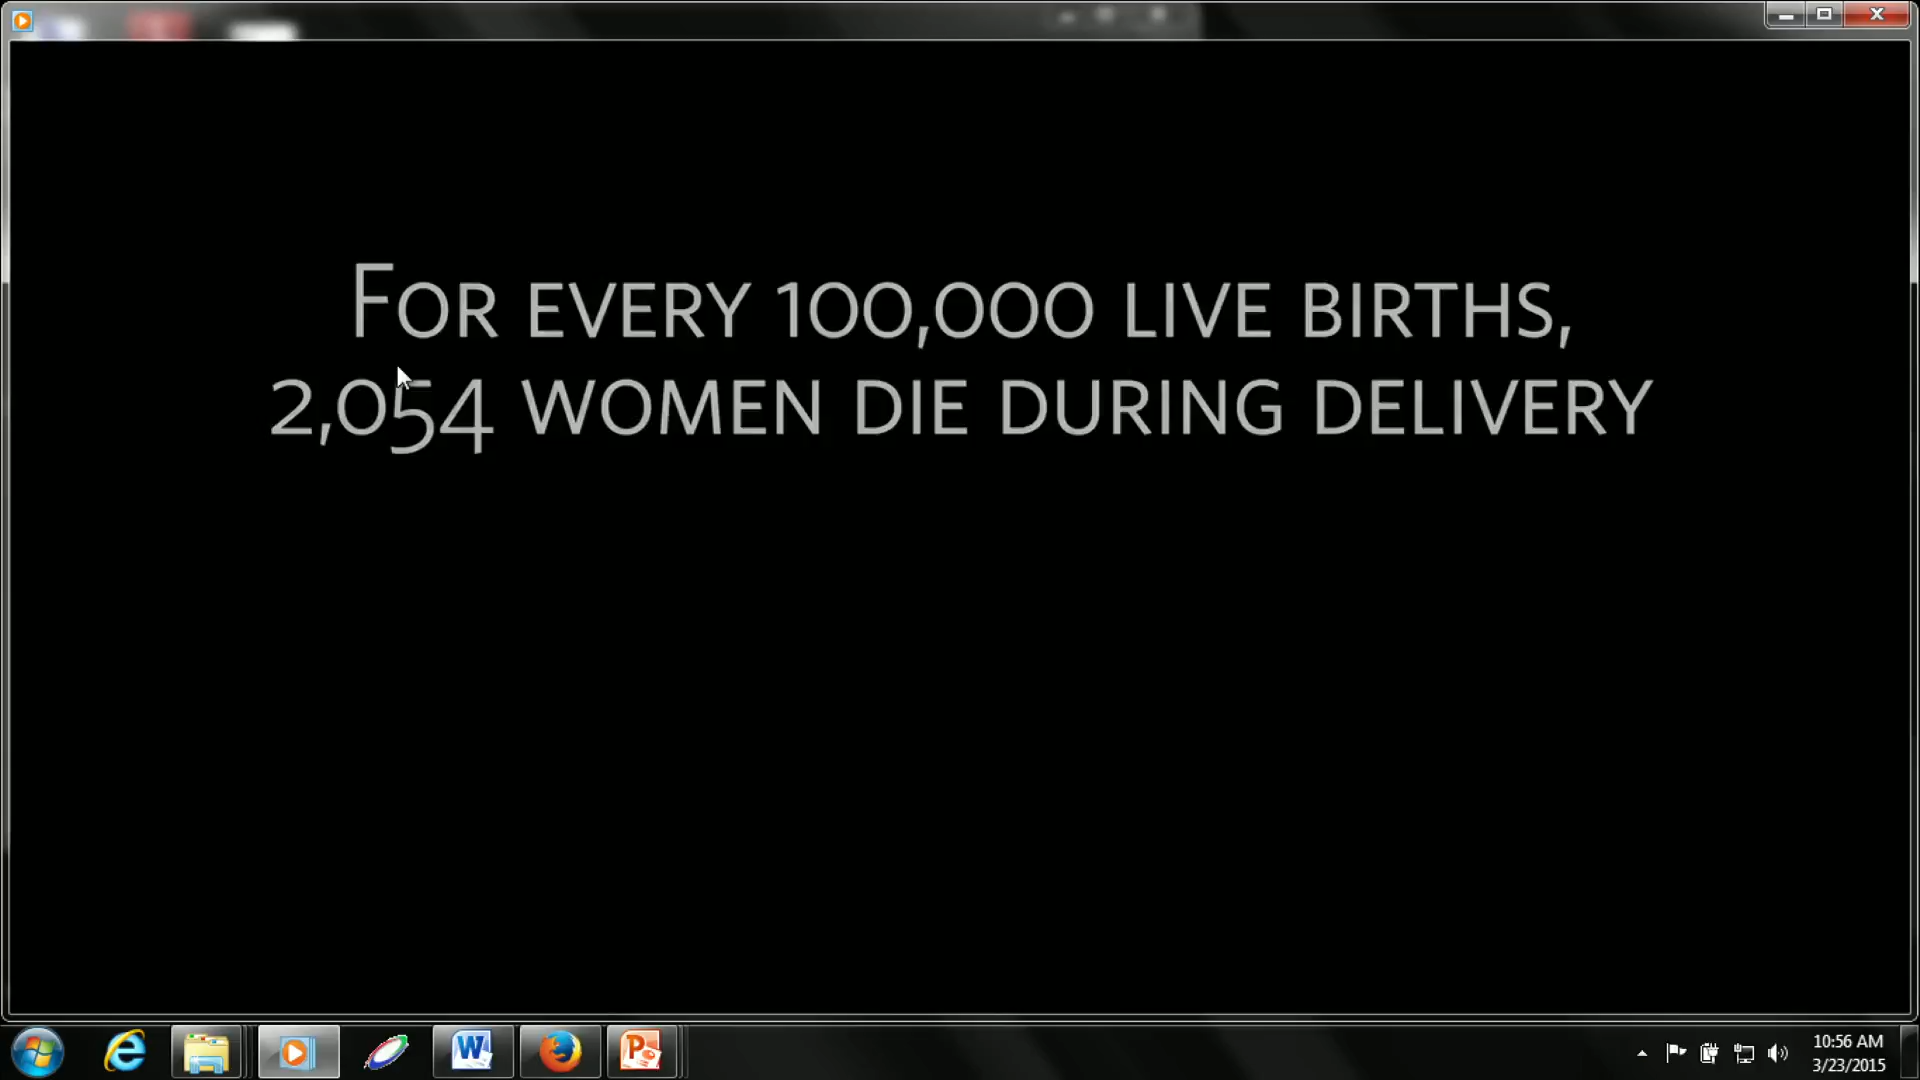 For every 100,000 live births,
2,054 women die during delivery
10:56 AM
3/23/2015